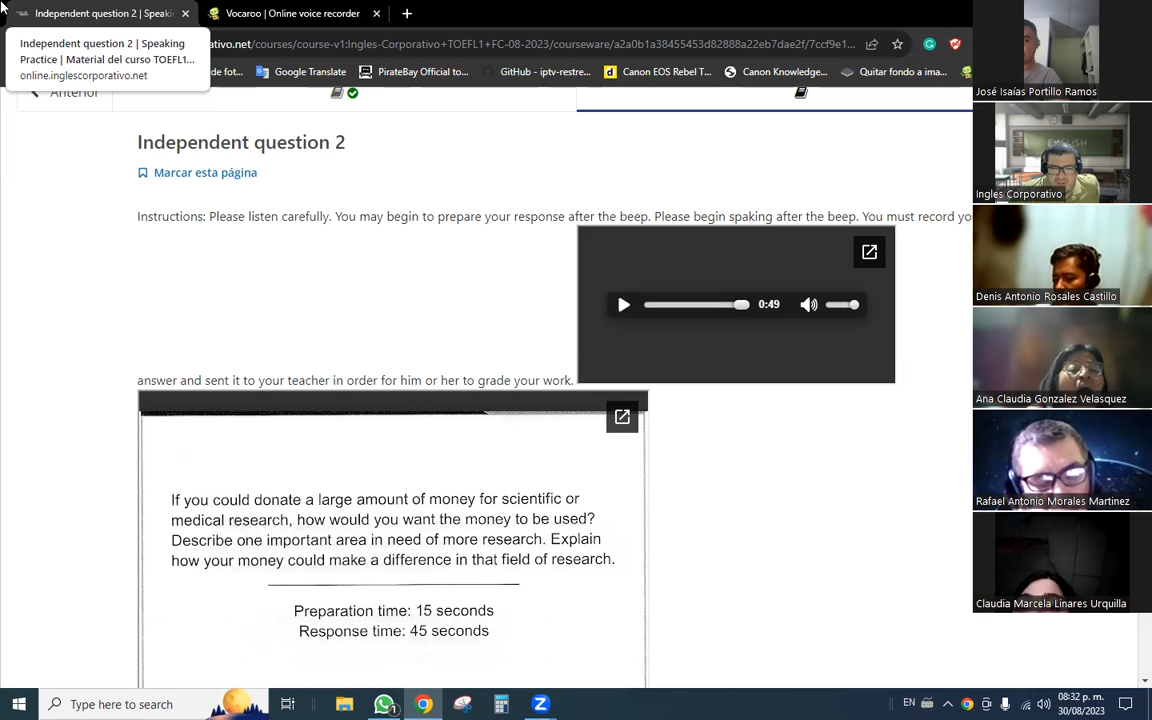 Independent question 2 | Speaki
Vocaroo | Online voice recorder
Independent question 2 | Speaking
Practice | Material del curso TOEFL1...
online.inglescorporativo.net
ativo.net/courses/course-v1:Ingles-Corporativo+TOEFL1+FC-08-2023/courseware/a2a0b1a38455453d82888a22eb7dae2f/7ccf9e1...
de fot...
Google Translate
PirateBay Official to...
GitHub - iptv-restre...
Canon EOS Rebel T...
Canon Knowledge...
Quitar fondo a ima...
Anterior
Independent question 2
Marcar esta página
Instructions: Please listen carefully. You may begin to prepare your response after the beep. Please begin spaking after the beep. You must record yo
0:49
answer and sent it to your teacher in order for him or her to grade your work.
If you could donate a large amount of money for scientific or
medical research, how would you want the money to be used?
Describe one important area in need of more research. Explain
how your money could make a difference in that field of research.
Preparation time: 15 seconds
Response time: 45 seconds
José Isaías Portillo Ramos
ENGLISH
Ingles Corporativo
Denis Antonio Rosales Castillo
Ana Claudia Gonzalez Velasquez
Rafael Antonio Morales Martinez
Claudia Marcela Linares Urquilla
Type here to search
1
EN
08:32 p. m.
30/08/2023